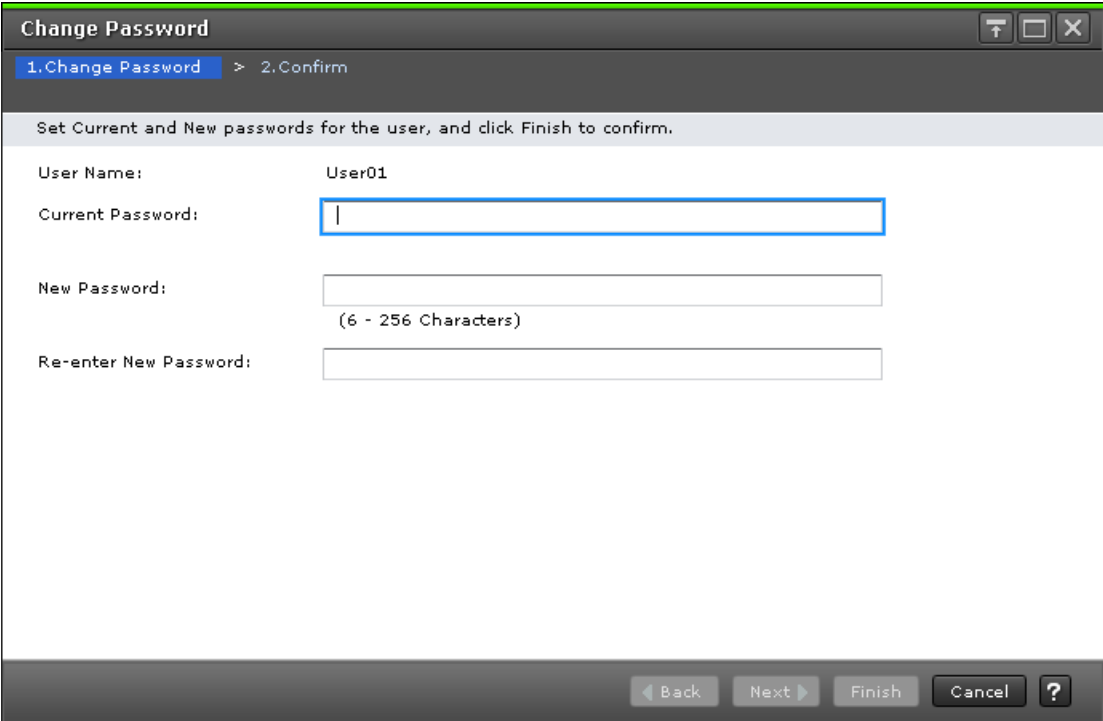 Change Password
1.Change Password > 2.Confirm
Set Current and New passwords for the user, and click Finish to confirm.
User Name: User01
Current Password:
New Password:
(6 - 256 Characters)
Re-enter New Password:
Back Next Finish Cancel ?